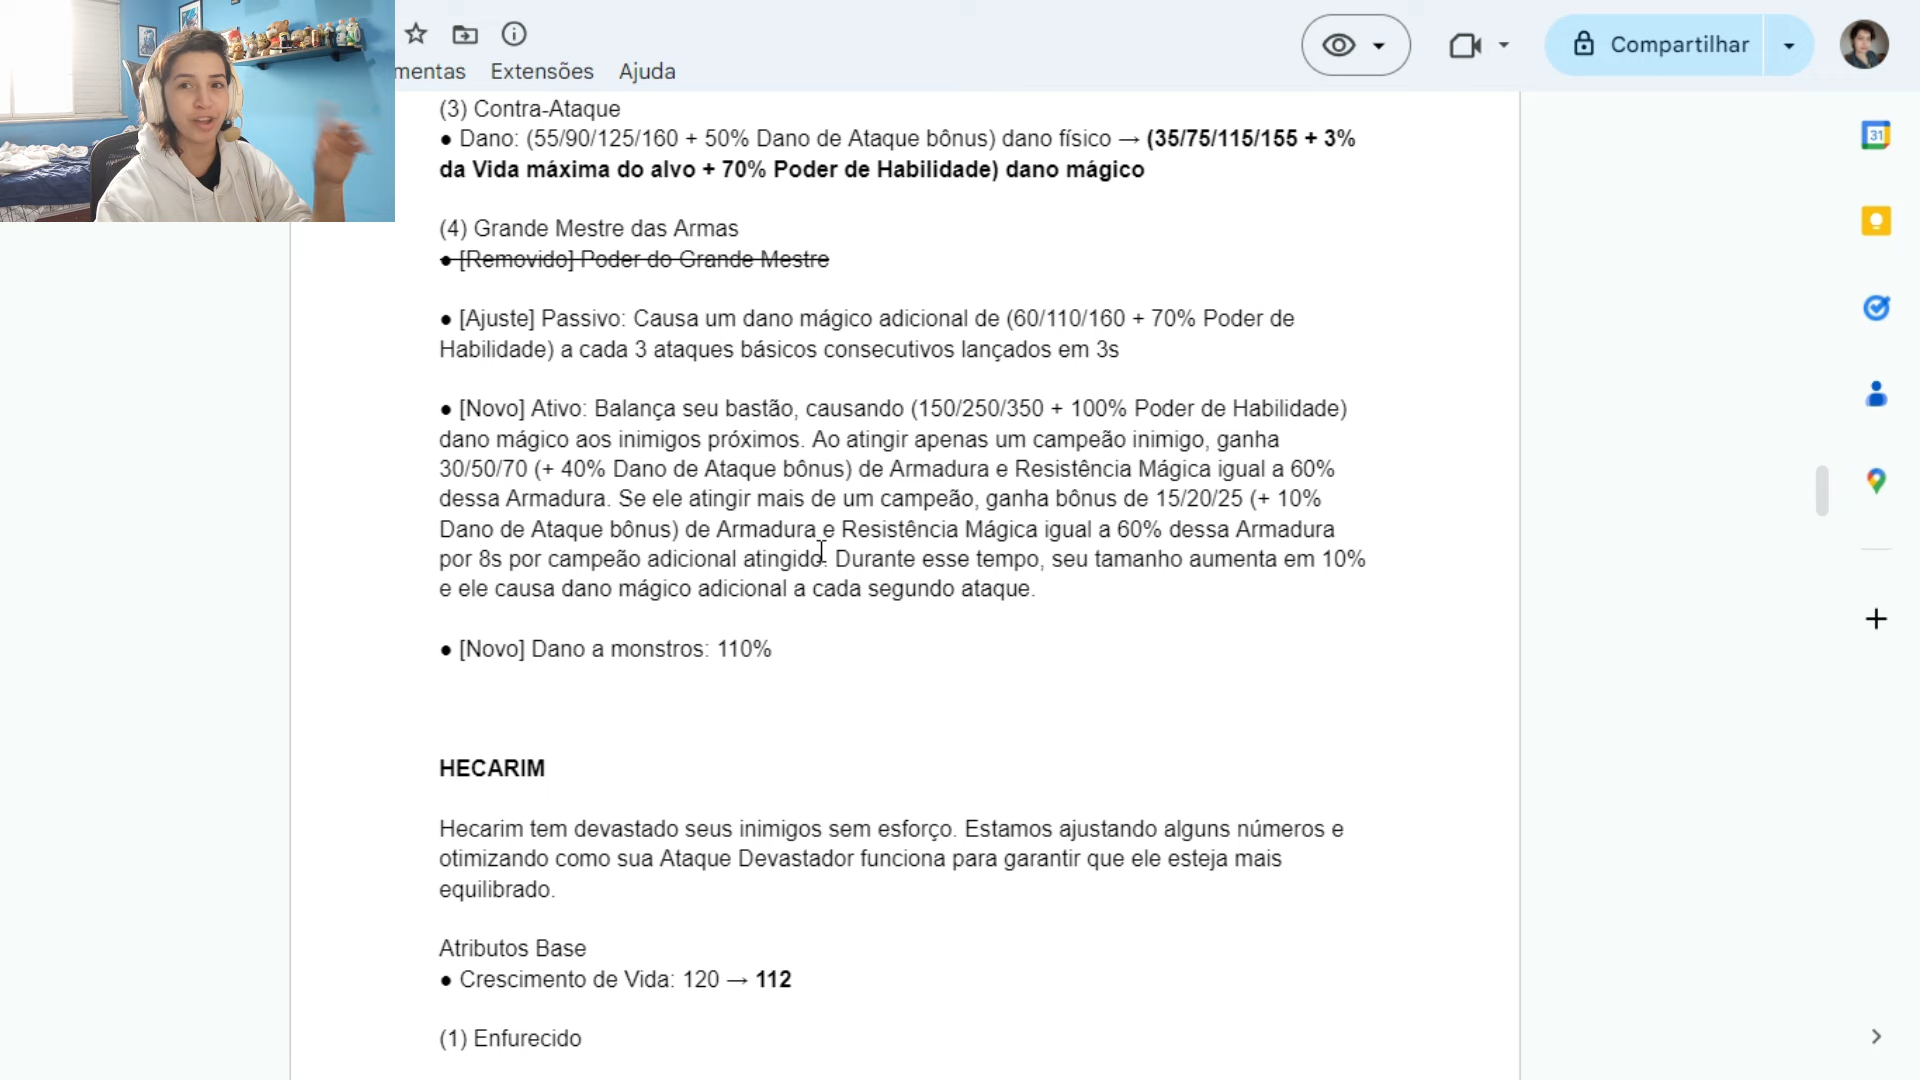 mentas Extensões Ajuda
Compartilhar
31
(3) Contra-Ataque
● Dano: (55/90/125/160 + 50% Dano de Ataque bônus) dano físico → (35/75/115/155 + 3%
da Vida máxima do alvo + 70% Poder de Habilidade) dano mágico
(4) Grande Mestre das Armas
● [Removido] Poder do Grande Mestre
● [Ajuste] Passivo: Causa um dano mágico adicional de (60/110/160 + 70% Poder de
Habilidade) a cada 3 ataques básicos consecutivos lançados em 3s
● [Novo] Ativo: Balança seu bastão, causando (150/250/350 + 100% Poder de Habilidade)
dano mágico aos inimigos próximos. Ao atingir apenas um campeão inimigo, ganha
30/50/70 (+ 40% Dano de Ataque bônus) de Armadura e Resistência Mágica igual a 60%
dessa Armadura. Se ele atingir mais de um campeão, ganha bônus de 15/20/25 (+ 10%
Dano de Ataque bônus) de Armadura e Resistência Mágica igual a 60% dessa Armadura
por 8s por campeão adicional atingido. Durante esse tempo, seu tamanho aumenta em 10%
e ele causa dano mágico adicional a cada segundo ataque.
● [Novo] Dano a monstros: 110%
HECARIM
Hecarim tem devastado seus inimigos sem esforço. Estamos ajustando alguns números e
otimizando como sua Ataque Devastador funciona para garantir que ele esteja mais
equilibrado.
Atributos Base
● Crescimento de Vida: 120 → 112
(1) Enfurecido